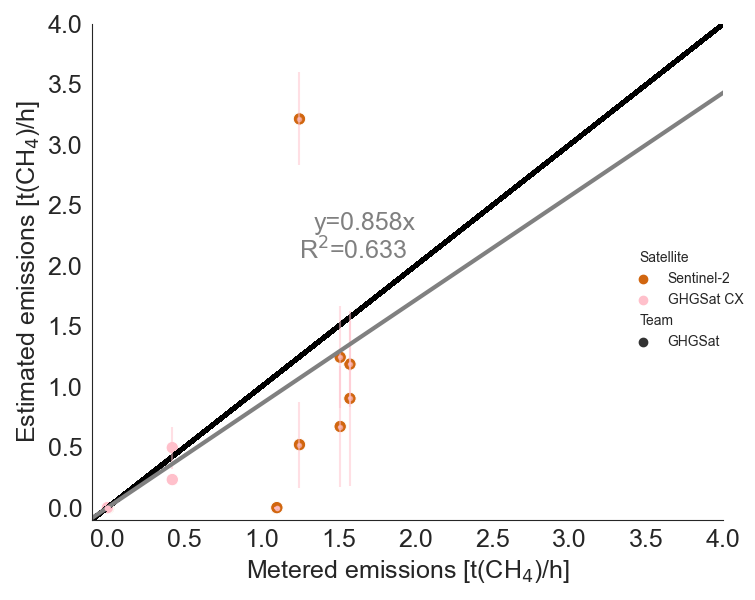 4.0
3.5
3.0
2.5
2.0
1.5
1.0
0.5
0.0
Estimated emissions [t(CH₄)/h]
y=0.858x
R²=0.633
Satellite
Sentinel-2
GHGSat CX
Team
GHGSat
0.0 0.5 1.0 1.5 2.0 2.5 3.0 3.5 4.0
Metered emissions [t(CH₄)/h]